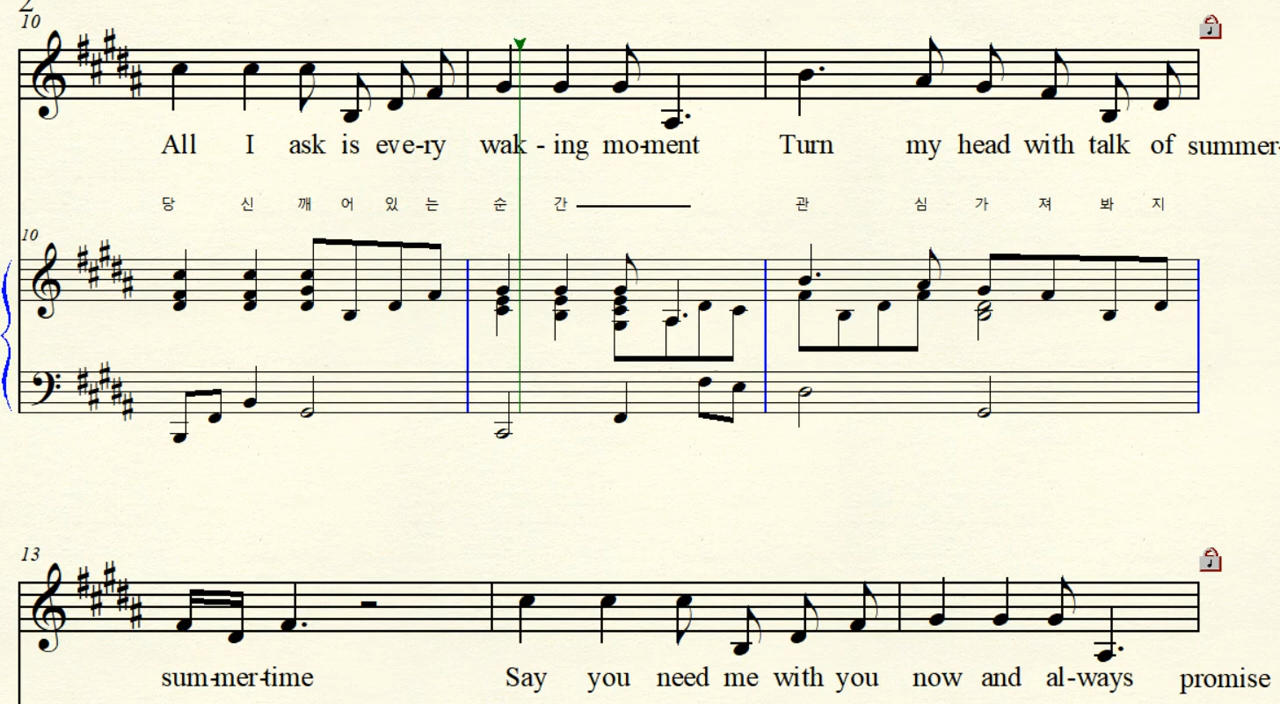 2
10
All I ask is eve-ry wak - ing mo-ment Turn my head with talk of summer-
당 신 깨 어 있 는 순 간 관 심 가 져 봐 지
10
13
sum-mer-time Say you need me with you now and al-ways promise